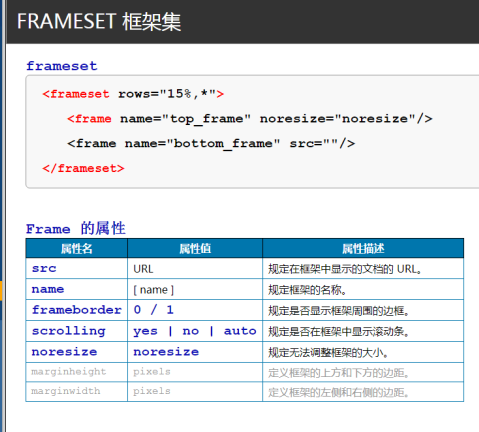 FRAMESET 框架集
frameset
<frameset rows="15%,*">
<frame name="top_frame" noresize="noresize"/>
<frame name="bottom_frame" src=""/>
</frameset>
Frame 的属性
属性名 属性值 属性描述
src URL 规定在框架中显示的文档的 URL。
name [ name ] 规定框架的名称。
frameborder 0 / 1 规定是否显示框架周围的边框。
scrolling yes | no | auto 规定是否在框架中显示滚动条。
noresize noresize 规定无法调整框架的大小。
marginheight pixels 定义框架的上方和下方的边距。
marginwidth pixels 定义框架的左侧和右侧的边距。